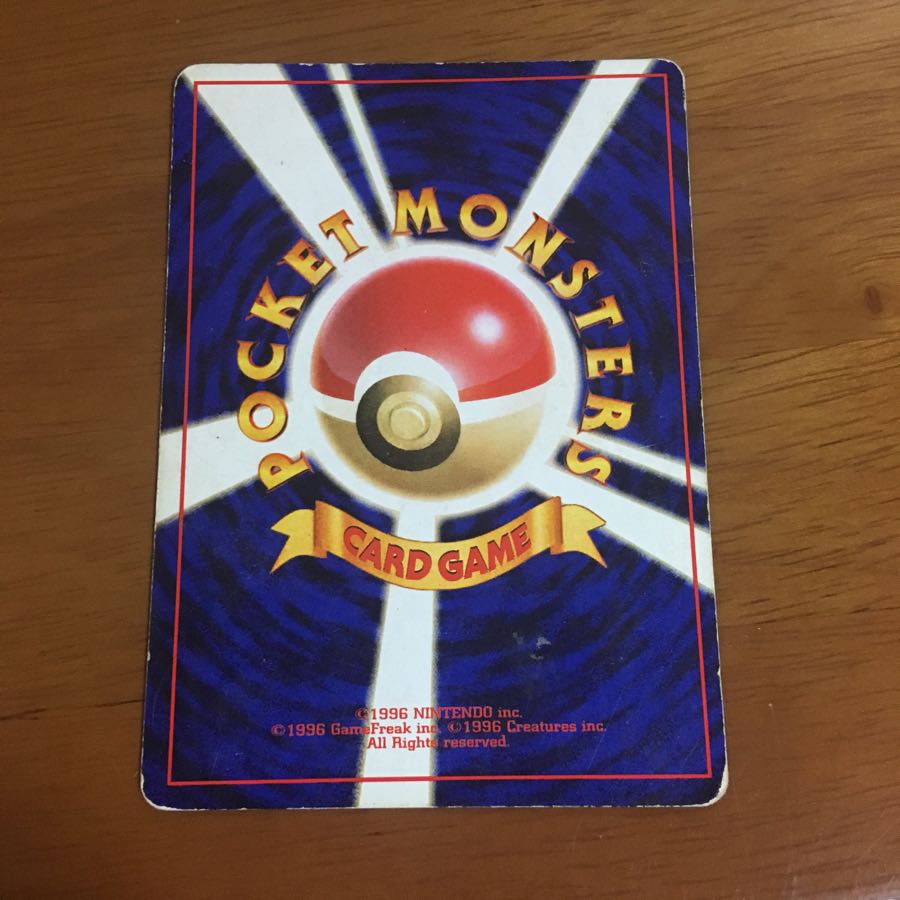 POCKET MONSTERS
CARD GAME
©1996 NINTENDO inc.
©1996 GameFreak inc. ©1996 Creatures inc.
All Rights reserved.